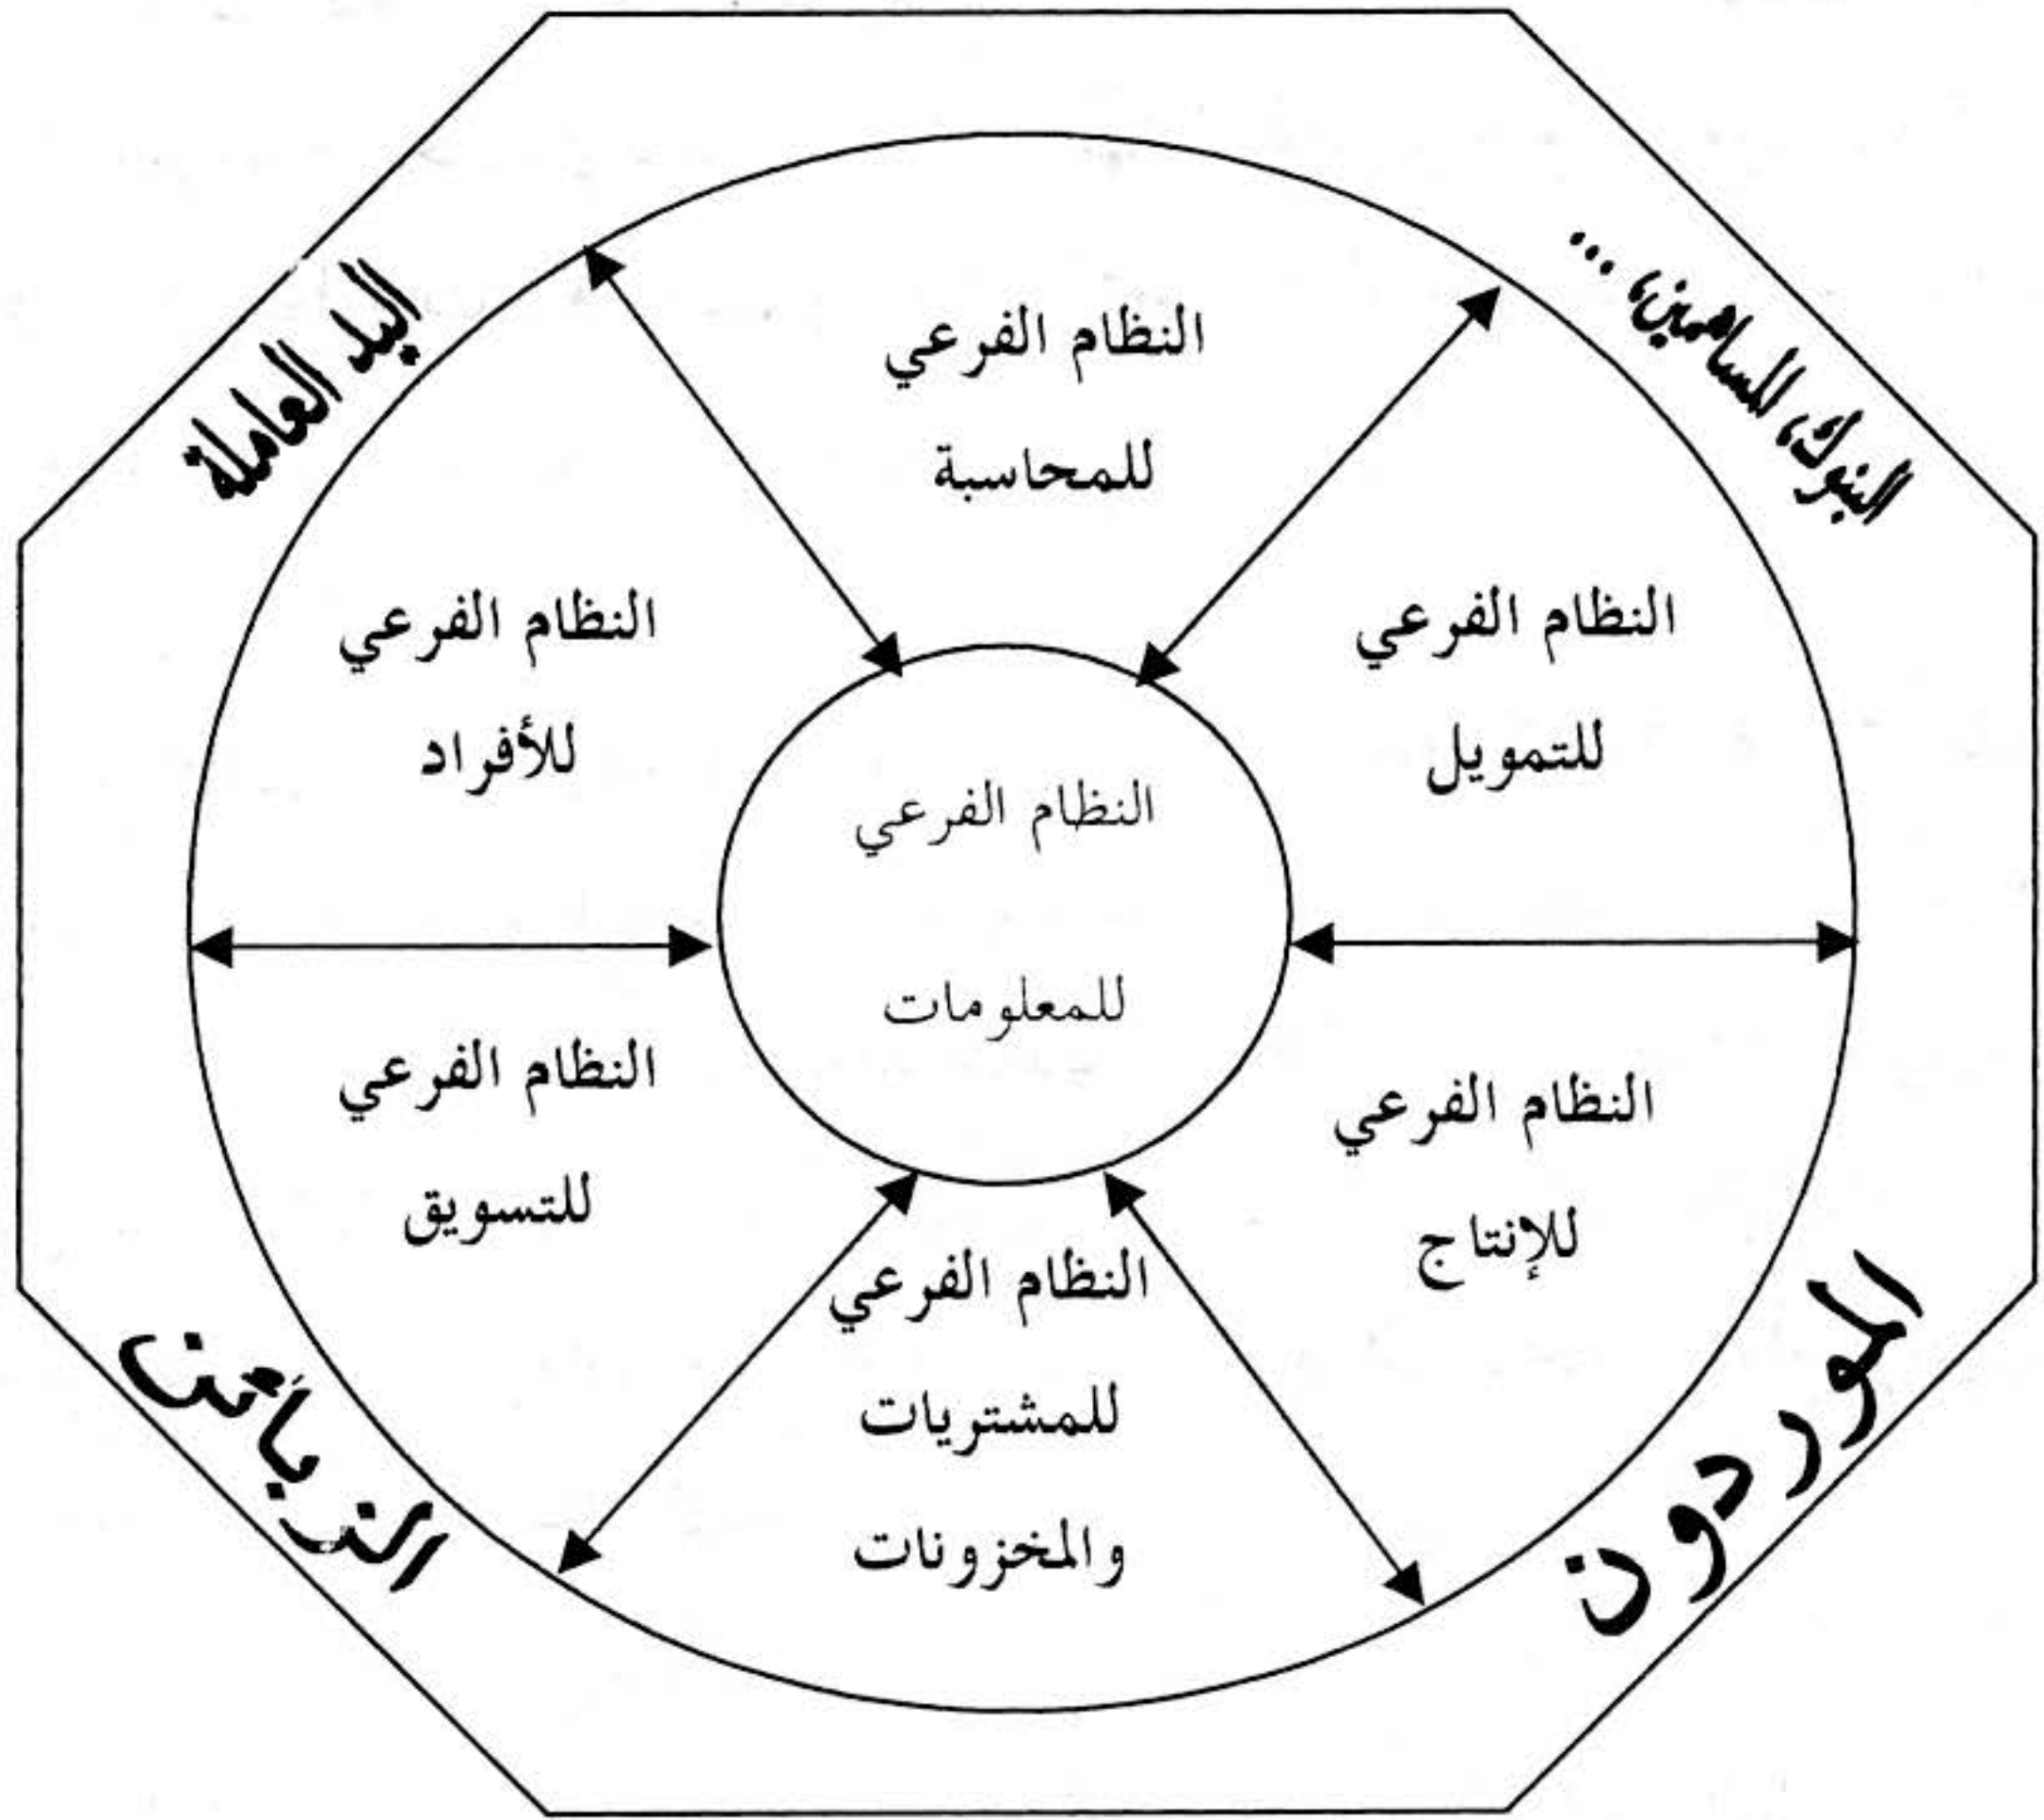 البنوك، المساهمين، ...
اليد العاملة
النظام الفرعي
للمحاسبة
النظام الفرعي
للتمويل
النظام الفرعي
للأفراد
النظام الفرعي
للمعلومات
النظام الفرعي
للإنتاج
النظام الفرعي
للتسويق
النظام الفرعي
للمشتريات
والمخزونات
الموردون
الزبائن